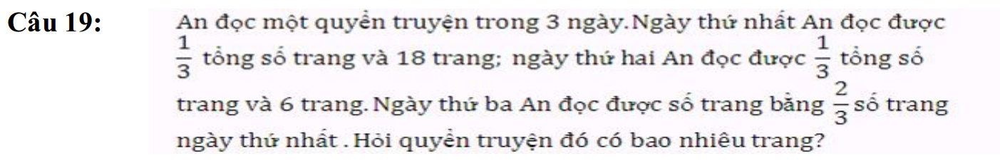 Câu 19: An đọc một quyển truyện trong 3 ngày.Ngày thứ nhất An đọc được
1/3 tổng số trang và 18 trang; ngày thứ hai An đọc được 1/3 tổng số
trang và 6 trang. Ngày thứ ba An đọc được số trang bằng 2/3 số trang
ngày thứ nhất . Hỏi quyển truyện đó có bao nhiêu trang?